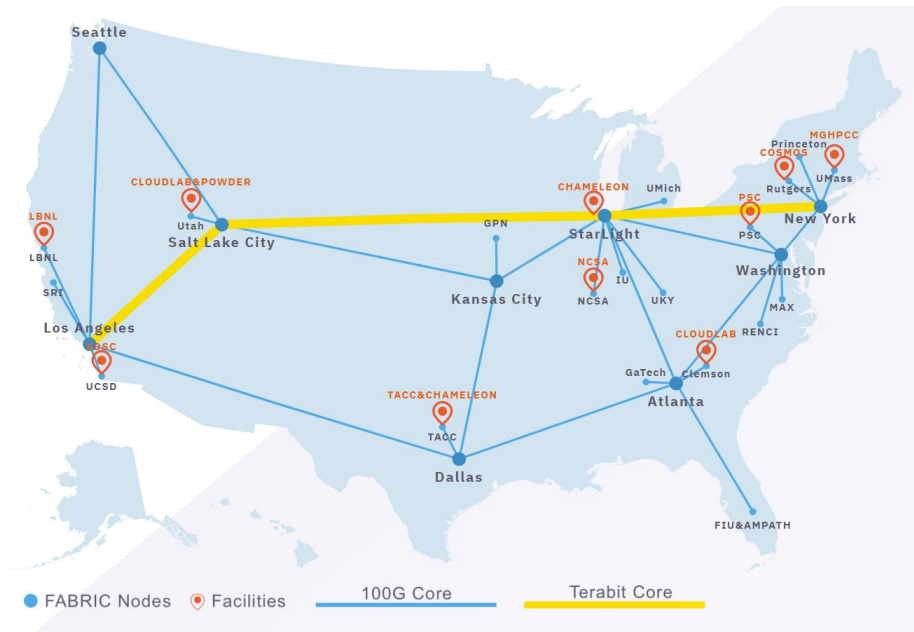 Seattle
MGHPCC
Princeton
COSMOS
UMass
Rutgers
CLOUDLAB&POWDER
CHAMELEON
UMich
PSC
New York
LBNL
Utah
GPN
StarLight
PSC
Salt Lake City
LBNL
Washington
NCSA
IU
SRI
Kansas City
NCSA
UKY
MAX
Los Angeles
RENCI
CLOUDLAB
GaTech
Clemson
UCSD
TACC&CHAMELEON
Atlanta
TACC
Dallas
FIU&AMPATH
FABRIC Nodes
Facilities
100G Core
Terabit Core